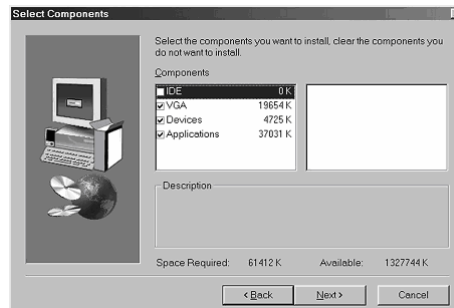 Select Components
Select the components you want to install, clear the components you
do not want to install.
Components
IDE 0 K
VGA 19654 K
Devices 4725 K
Applications 37031 K
Description
Space Required: 61412 K Available: 1327744 K
< Back Next > Cancel